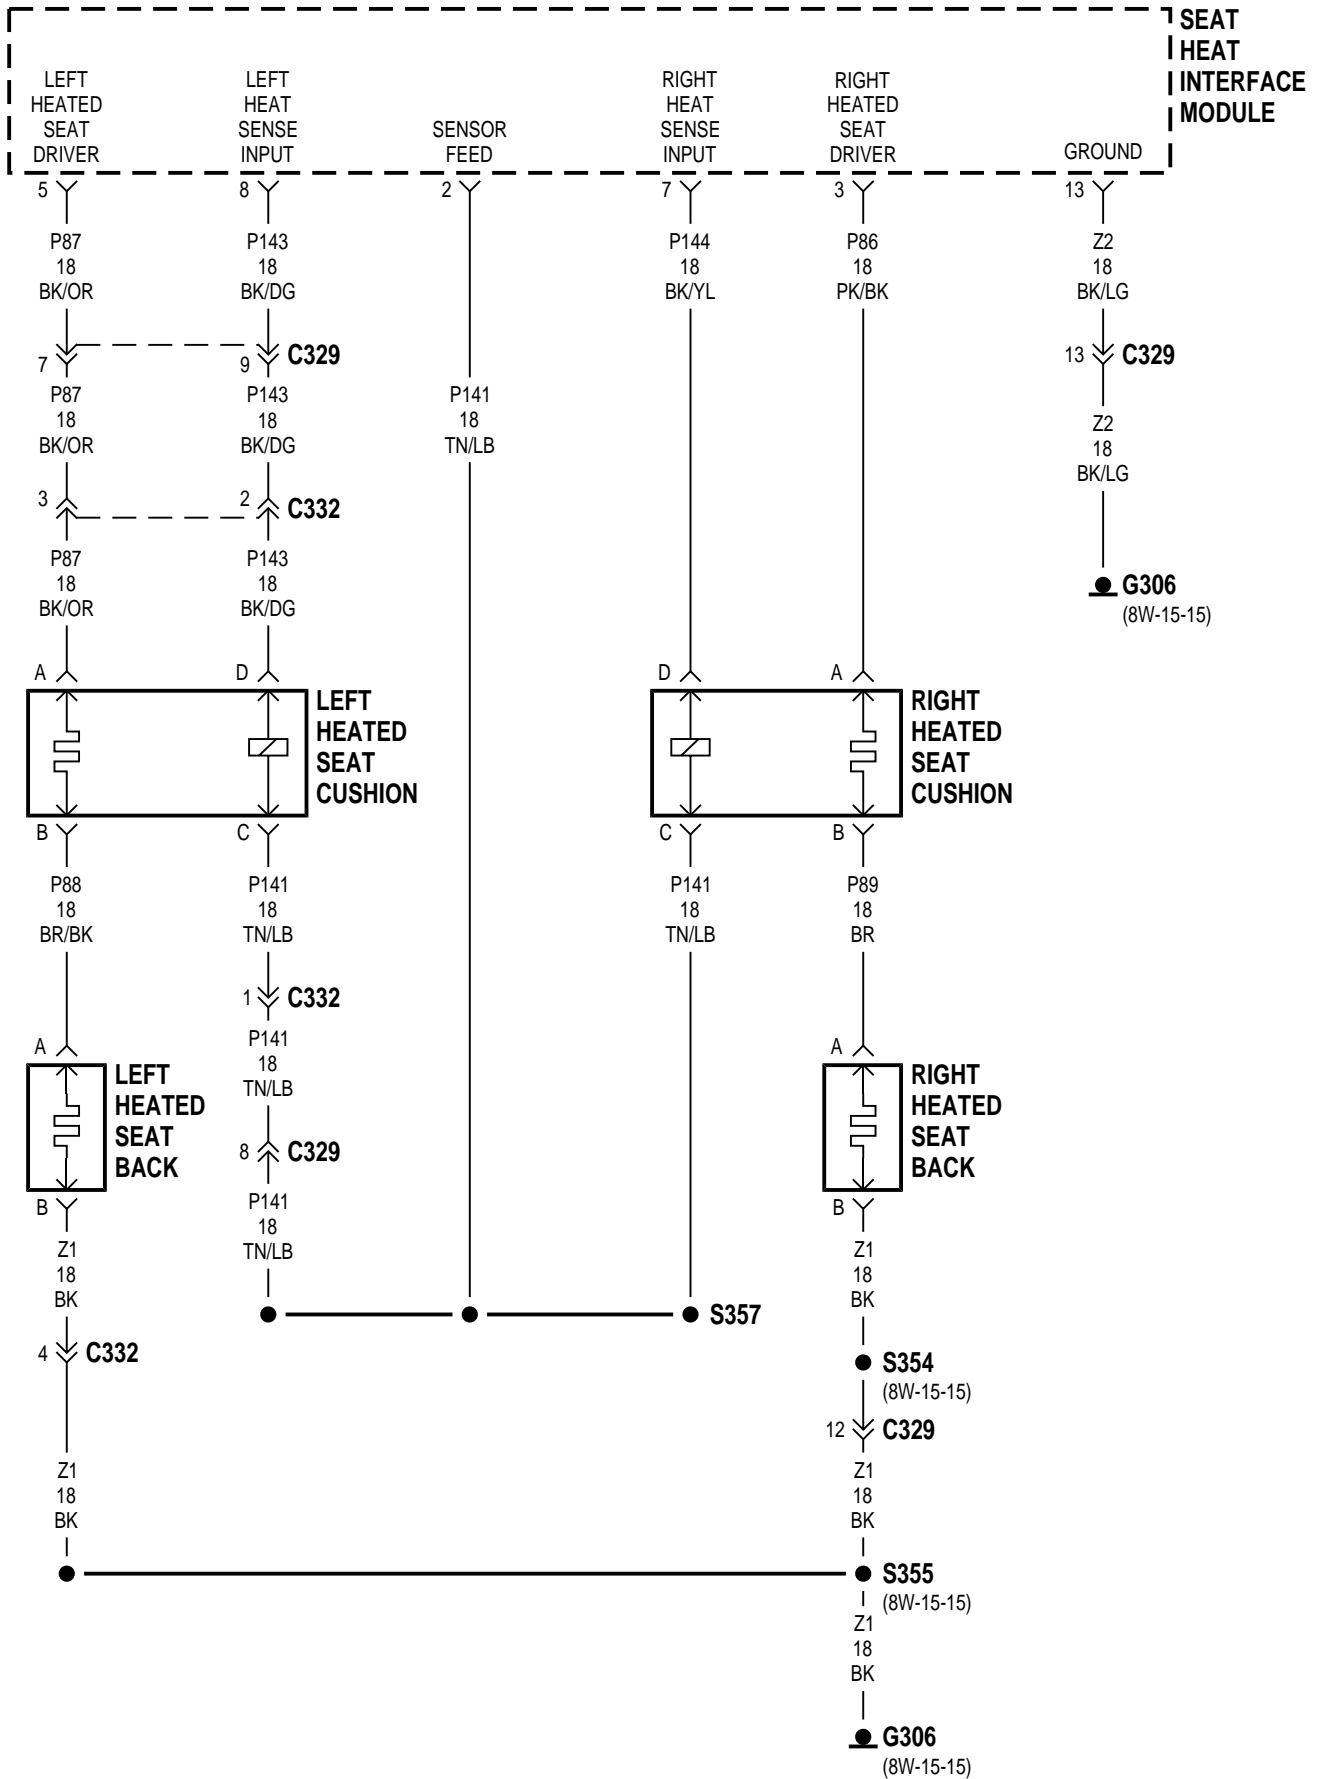 SEAT
HEAT
INTERFACE
MODULE
LEFT
HEATED
SEAT
DRIVER
LEFT
HEAT
SENSE
INPUT
SENSOR
FEED
RIGHT
HEAT
SENSE
INPUT
RIGHT
HEATED
SEAT
DRIVER
GROUND
5
8
2
7
3
13
P87
18
BK/OR
P143
18
BK/DG
P144
18
BK/YL
P86
18
PK/BK
Z2
18
BK/LG
7
9
C329
13
C329
P87
18
BK/OR
P143
18
BK/DG
P141
18
TN/LB
Z2
18
BK/LG
3
2
C332
P87
18
BK/OR
P143
18
BK/DG
G306
(8W-15-15)
A
D
LEFT
HEATED
SEAT
CUSHION
D
A
RIGHT
HEATED
SEAT
CUSHION
B
C
C
B
P88
18
BR/BK
P141
18
TN/LB
P141
18
TN/LB
P89
18
BR
1
C332
P141
18
TN/LB
A
LEFT
HEATED
SEAT
BACK
A
RIGHT
HEATED
SEAT
BACK
8
C329
B
P141
18
TN/LB
B
Z1
18
BK
Z1
18
BK
S357
4
C332
S354
(8W-15-15)
12
C329
Z1
18
BK
Z1
18
BK
S355
(8W-15-15)
Z1
18
BK
G306
(8W-15-15)